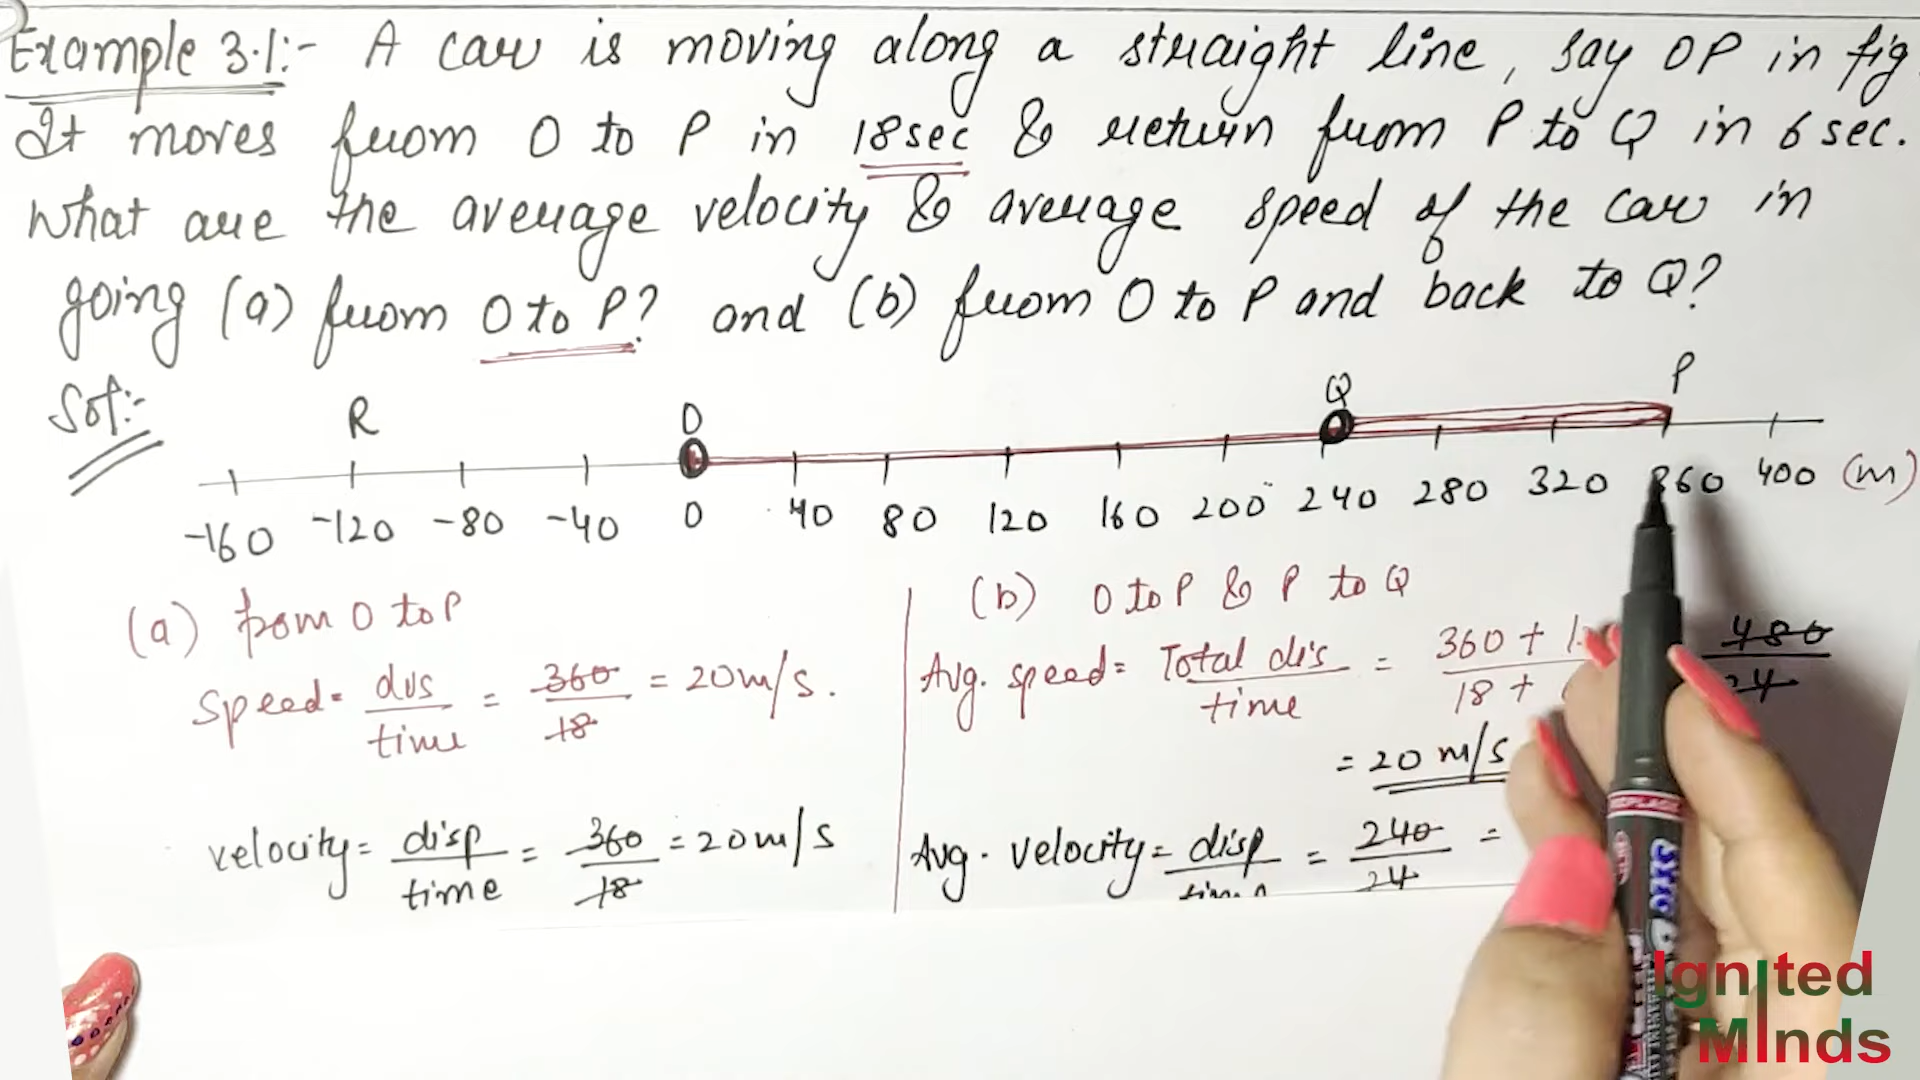 Example 3.1:- A car is moving along a straight line, say OP in fig.
It moves from O to P in 18sec & return from P to Q in 6 sec.
What are the average velocity & average speed of the car in
going (a) from O to P? and (b) from O to P and back to Q?
Sol:-
R O Q P
-160 -120 -80 -40 0 40 80 120 160 200 240 280 320 360 400 (m)
(a) from O to P
Speed = dis/time = 360/18 = 20m/s.
velocity = disp/time = 360/18 = 20m/s
(b) O to P & P to Q
Avg. speed = Total dis/time = 360 + / 18 + 480/24
= 20 m/s
Avg. velocity = disp/time = 240/24 =
Ignited
Minds